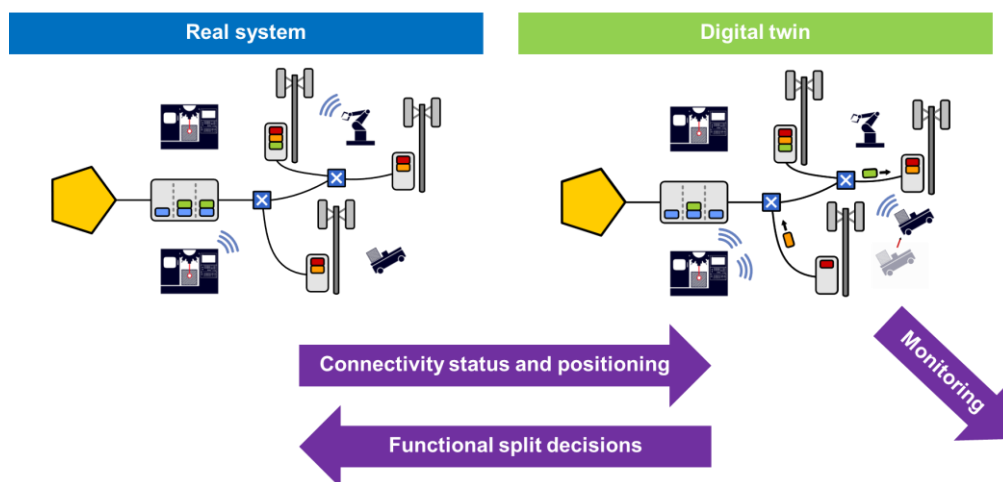 Real system
Digital twin
Connectivity status and positioning
Monitoring
Functional split decisions